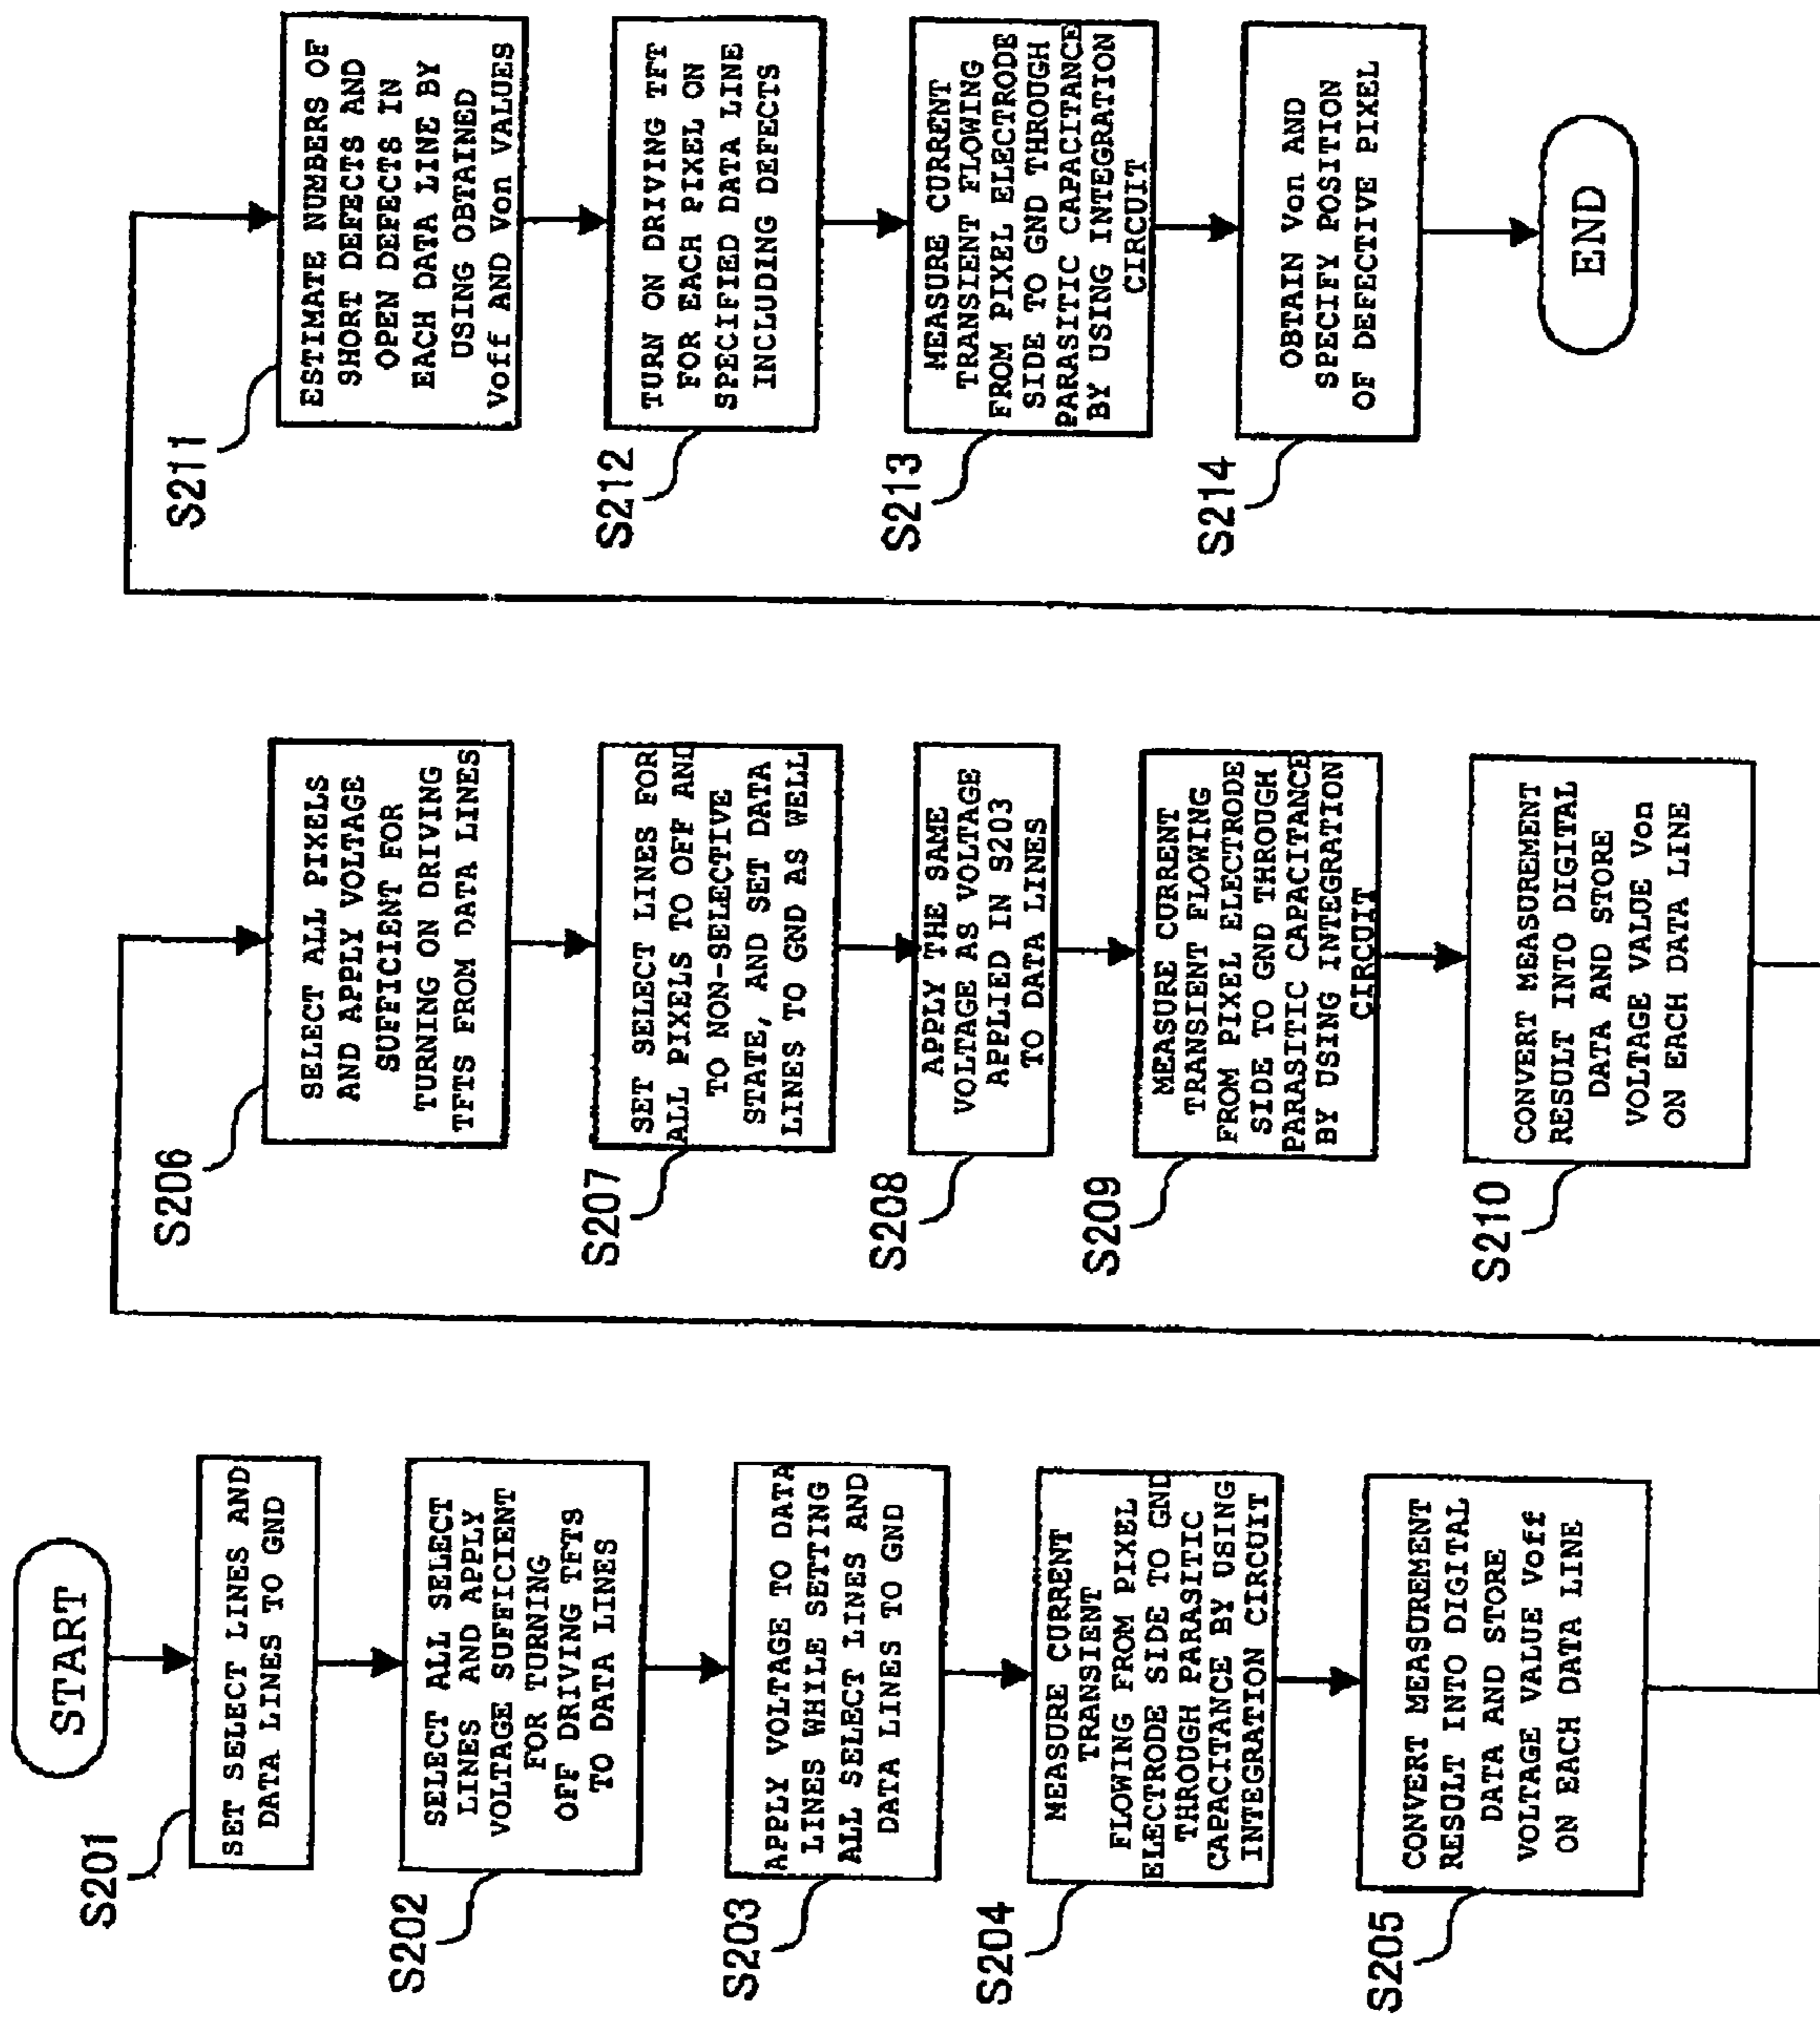 START
S201
SET SELECT LINES AND
DATA LINES TO GND
S202
SELECT ALL SELECT
LINES AND APPLY
VOLTAGE SUFFICIENT
FOR TURNING
OFF DRIVING TFTS
TO DATA LINES
S203
APPLY VOLTAGE TO DATA
LINES WHILE SETTING
ALL SELECT LINES AND
DATA LINES TO GND
S204
MEASURE CURRENT
TRANSIENT
FLOWING FROM PIXEL
ELECTRODE SIDE TO GND
THROUGH PARASITIC
CAPACITANCE BY USING
INTEGRATION CIRCUIT
S205
CONVERT MEASUREMENT
RESULT INTO DIGITAL
DATA AND STORE
VOLTAGE VALUE Voff
ON EACH DATA LINE
S206
SELECT ALL PIXELS
AND APPLY VOLTAGE
SUFFICIENT FOR
TURNING ON DRIVING
TFTS FROM DATA LINES
S207
SET SELECT LINES FOR
ALL PIXELS TO OFF AND
TO NON-SELECTIVE
STATE, AND SET DATA
LINES TO GND AS WELL
S208
APPLY THE SAME
VOLTAGE AS VOLTAGE
APPLIED IN S203
TO DATA LINES
S209
MEASURE CURRENT
TRANSIENT FLOWING
FROM PIXEL ELECTRODE
SIDE TO GND THROUGH
PARASITIC CAPACITANCE
BY USING INTEGRATION
CIRCUIT
S210
CONVERT MEASUREMENT
RESULT INTO DIGITAL
DATA AND STORE
VOLTAGE VALUE Von
ON EACH DATA LINE
S211
ESTIMATE NUMBERS OF
SHORT DEFECTS AND
OPEN DEFECTS IN
EACH DATA LINE BY
USING OBTAINED
Voff AND Von VALUES
S212
TURN ON DRIVING TFT
FOR EACH PIXEL ON
SPECIFIED DATA LINE
INCLUDING DEFECTS
S213
MEASURE CURRENT
TRANSIENT FLOWING
FROM PIXEL ELECTRODE
SIDE TO GND THROUGH
PARASITIC CAPACITANCE
BY USING INTEGRATION
CIRCUIT
S214
OBTAIN Von AND
SPECIFY POSITION
OF DEFECTIVE PIXEL
END